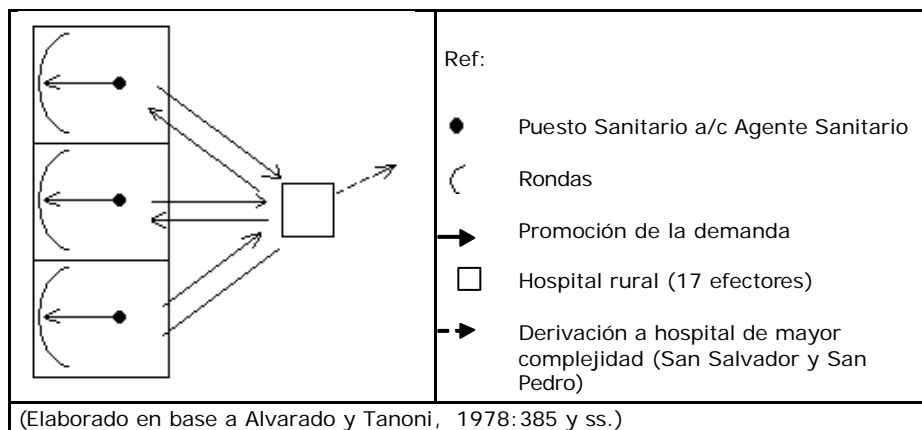 Ref:
Puesto Sanitario a/c Agente Sanitario
Rondas
Promoción de la demanda
Hospital rural (17 efectores)
Derivación a hospital de mayor
complejidad (San Salvador y San
Pedro)
(Elaborado en base a Alvarado y Tanoni, 1978:385 y ss.)